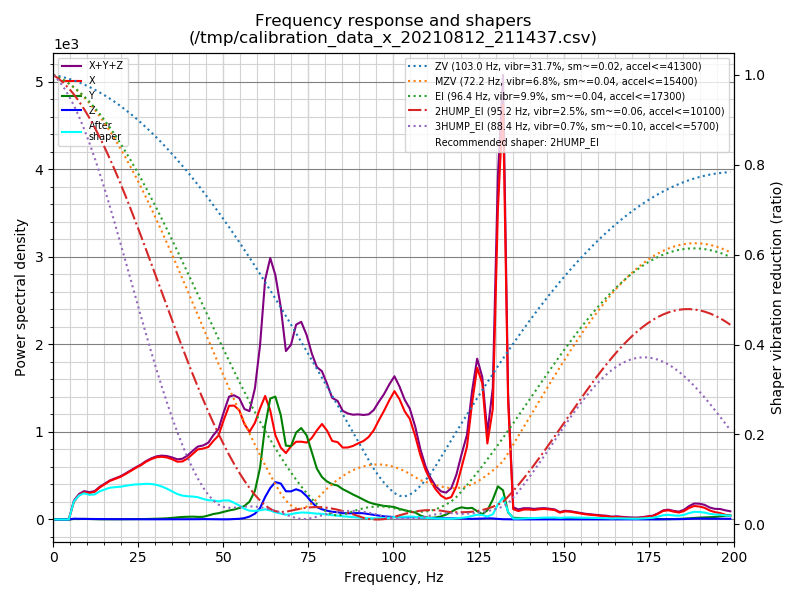 Frequency response and shapers
(/tmp/calibration_data_x_20210812_211437.csv)
1e3
X+Y+Z
X
Y
Z
After
shaper
ZV (103.0 Hz, vibr=31.7%, sm~=0.02, accel<=41300)
MZV (72.2 Hz, vibr=6.8%, sm~=0.04, accel<=15400)
EI (96.4 Hz, vibr=9.9%, sm~=0.04, accel<=17300)
2HUMP_EI (95.2 Hz, vibr=2.5%, sm~=0.06, accel<=10100)
3HUMP_EI (88.4 Hz, vibr=0.7%, sm~=0.10, accel<=5700)
Recommended shaper: 2HUMP_EI
5
4
3
2
1
0
Power spectral density
1.0
0.8
0.6
0.4
0.2
0.0
Shaper vibration reduction (ratio)
0 25 50 75 100 125 150 175 200
Frequency, Hz